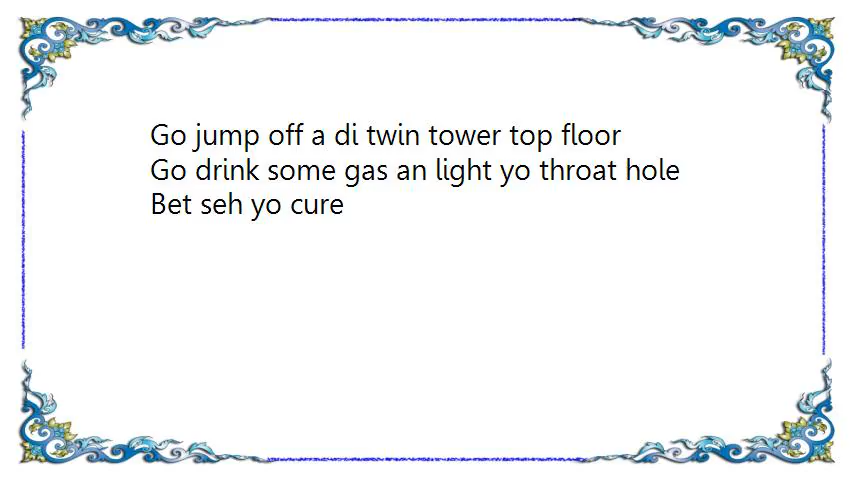 Go jump off a di twin tower top floor
Go drink some gas an light yo throat hole
Bet seh yo cure